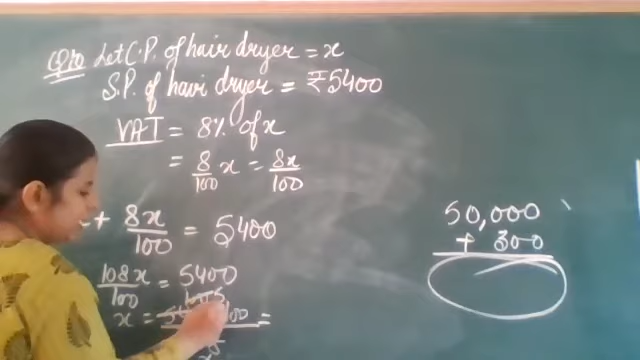 Q10 Let C.P. of hair dryer = x
S.P. of havi dryer = ₹5400
VAT = 8% of x
= 8/100 x = 8x/100
+ 8x/100 = 5400
108x/100 = 5400
x =
50,000
+ 300